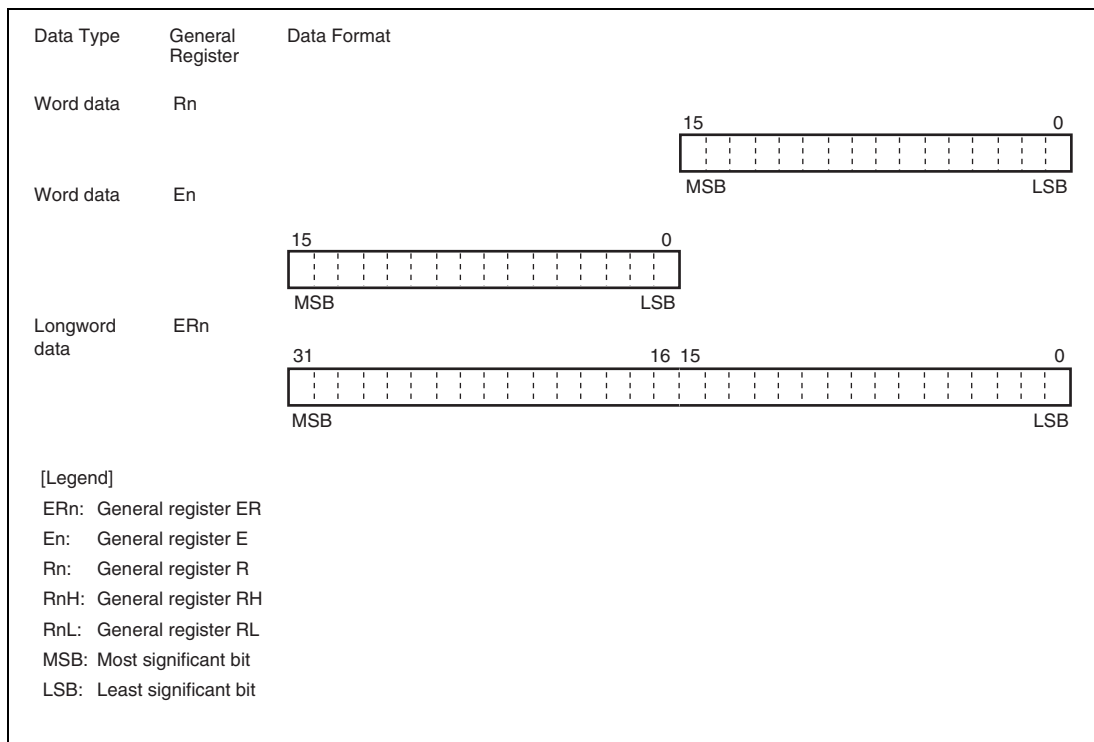 Data Type General Register Data Format
Word data Rn
15 0
MSB LSB
Word data En
15 0
MSB LSB
Longword data ERn
31 16 15 0
MSB LSB
[Legend]
ERn: General register ER
En: General register E
Rn: General register R
RnH: General register RH
RnL: General register RL
MSB: Most significant bit
LSB: Least significant bit